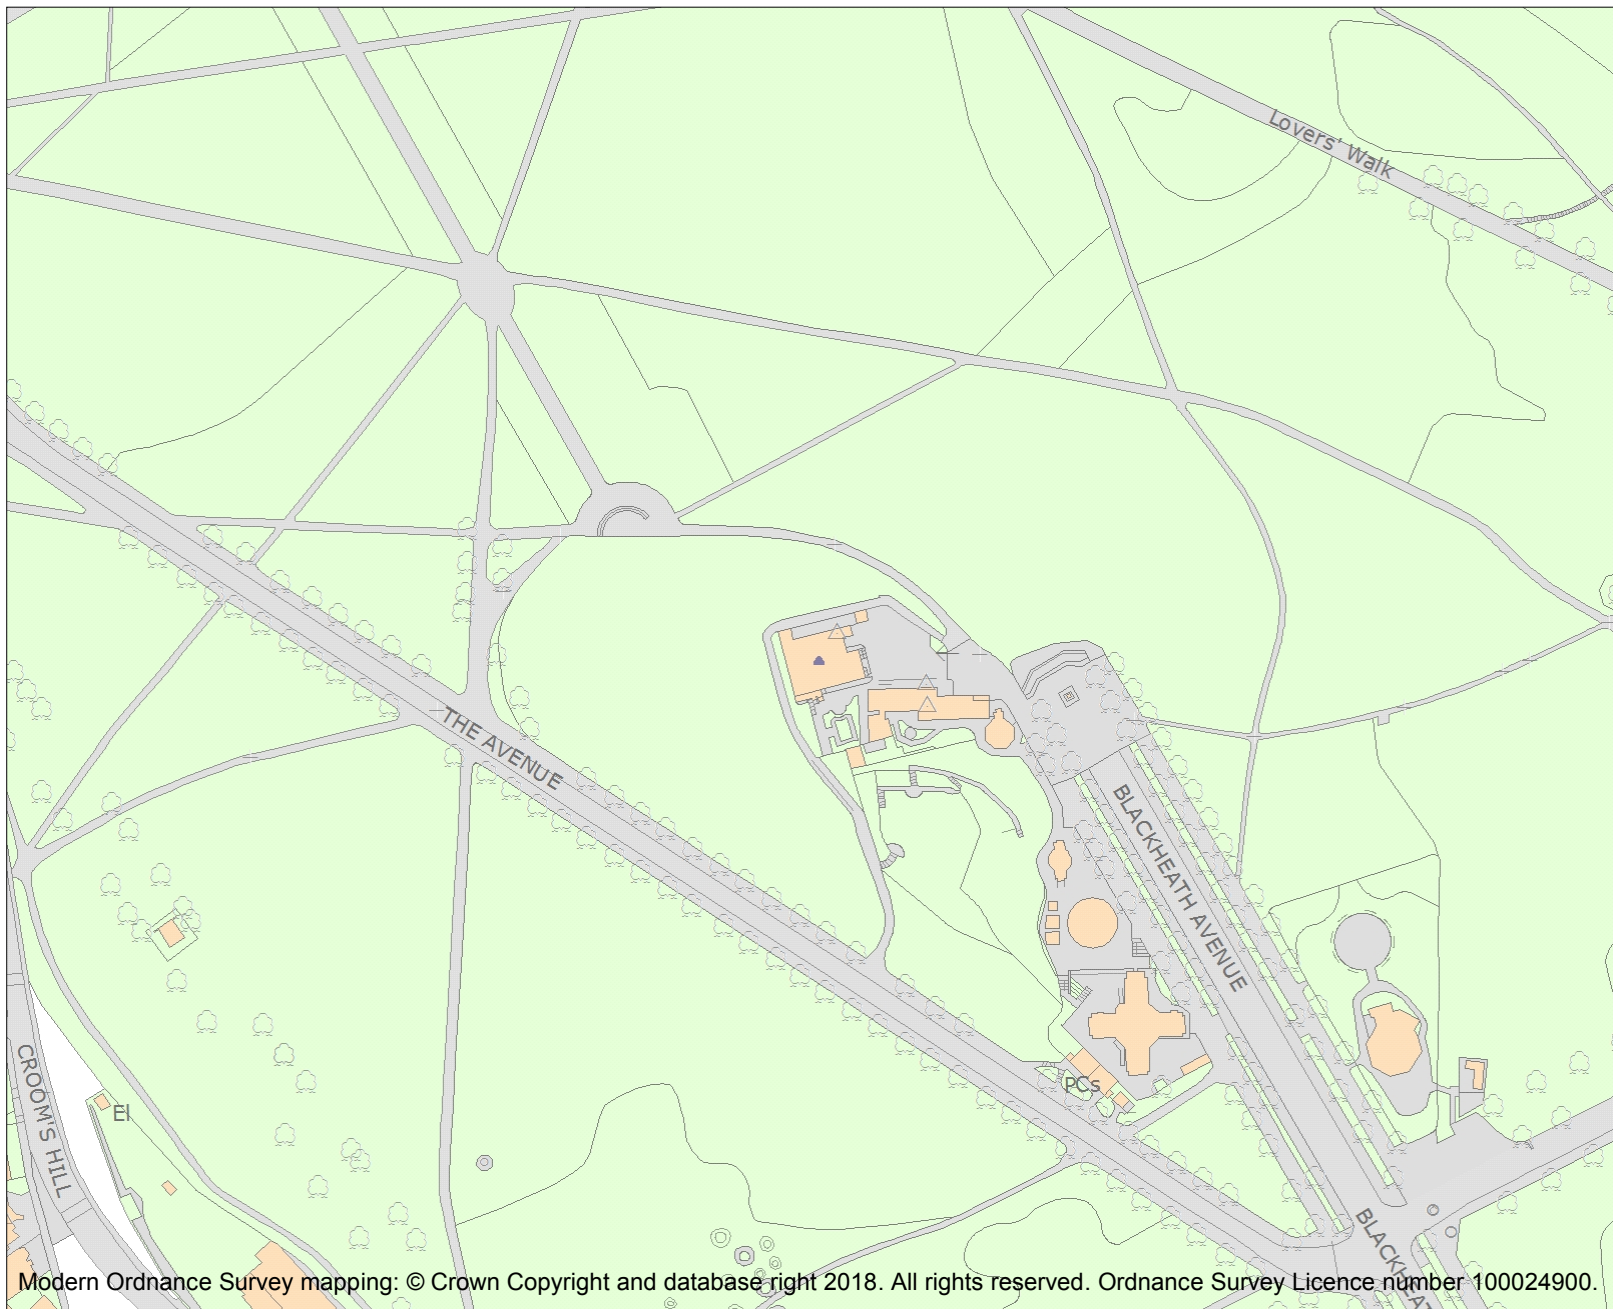 Lovers' Walk
THE AVENUE
BLACKHEATH AVENUE
CROOM'S HILL
El
PCs
BLACKHEAT
Modern Ordnance Survey mapping: © Crown Copyright and database right 2018. All rights reserved. Ordnance Survey Licence number 100024900.